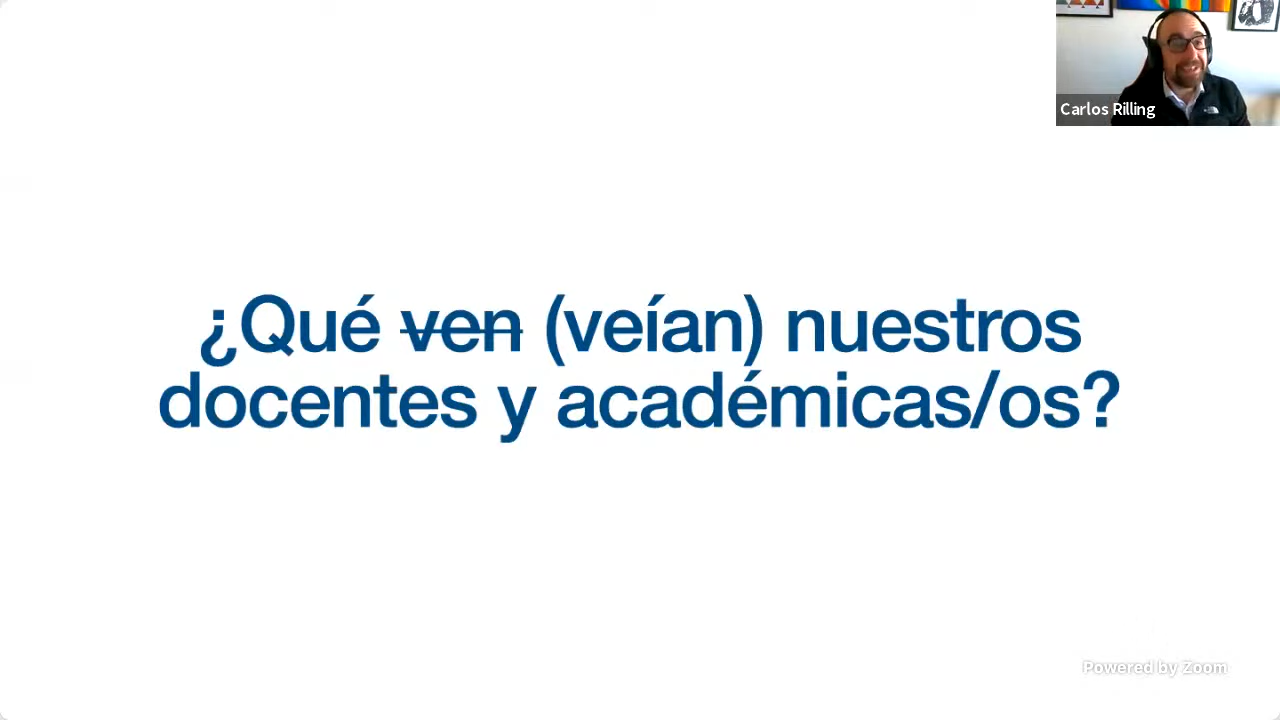 Carlos Rilling
¿Qué ven (veían) nuestros
docentes y académicas/os?
Powered by Zoom